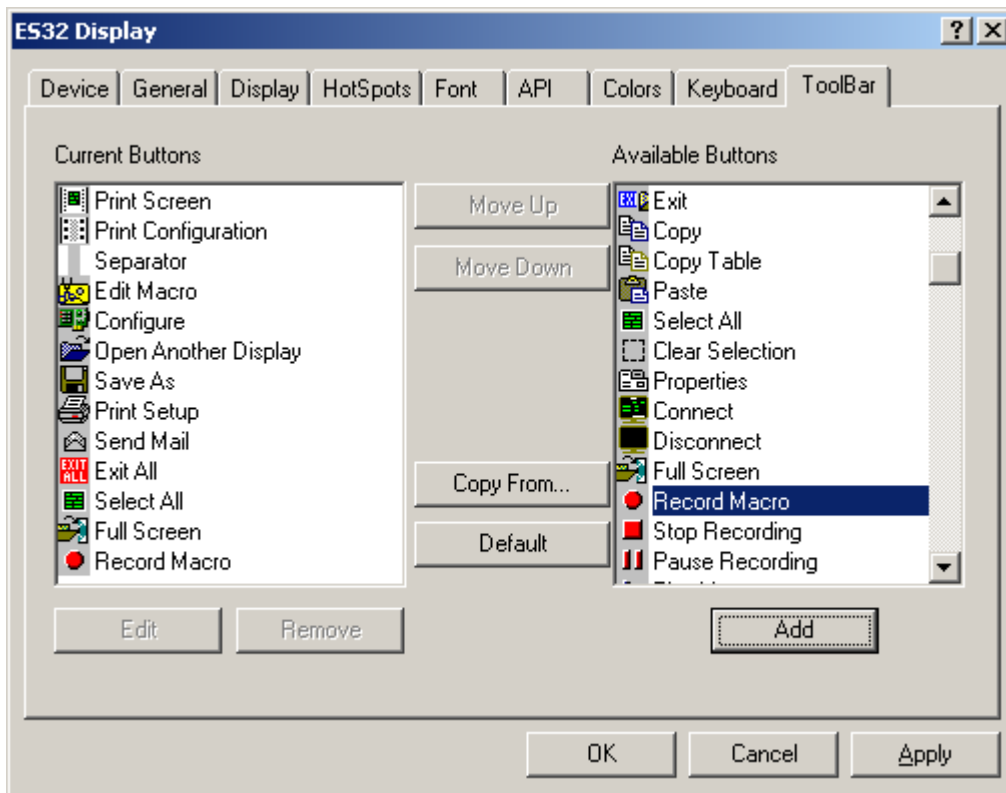 ES32 Display
Device General Display HotSpots Font API Colors Keyboard ToolBar
Current Buttons
Print Screen
Print Configuration
Separator
Edit Macro
Configure
Open Another Display
Save As
Print Setup
Send Mail
EXIT ALL Exit All
Select All
Full Screen
Record Macro
Edit Remove
Move Up
Move Down
Copy From...
Default
Available Buttons
Exit
Copy
Copy Table
Paste
Select All
Clear Selection
Properties
Connect
Disconnect
Full Screen
Record Macro
Stop Recording
Pause Recording
Add
OK Cancel Apply